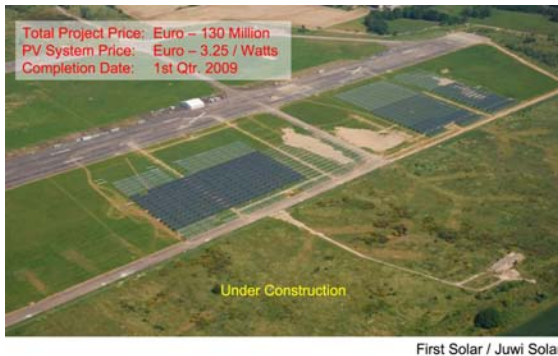 Total Project Price: Euro – 130 Million
PV System Price: Euro – 3.25 / Watts
Completion Date: 1st Qtr. 2009
Under Construction
First Solar / Juwi Sola